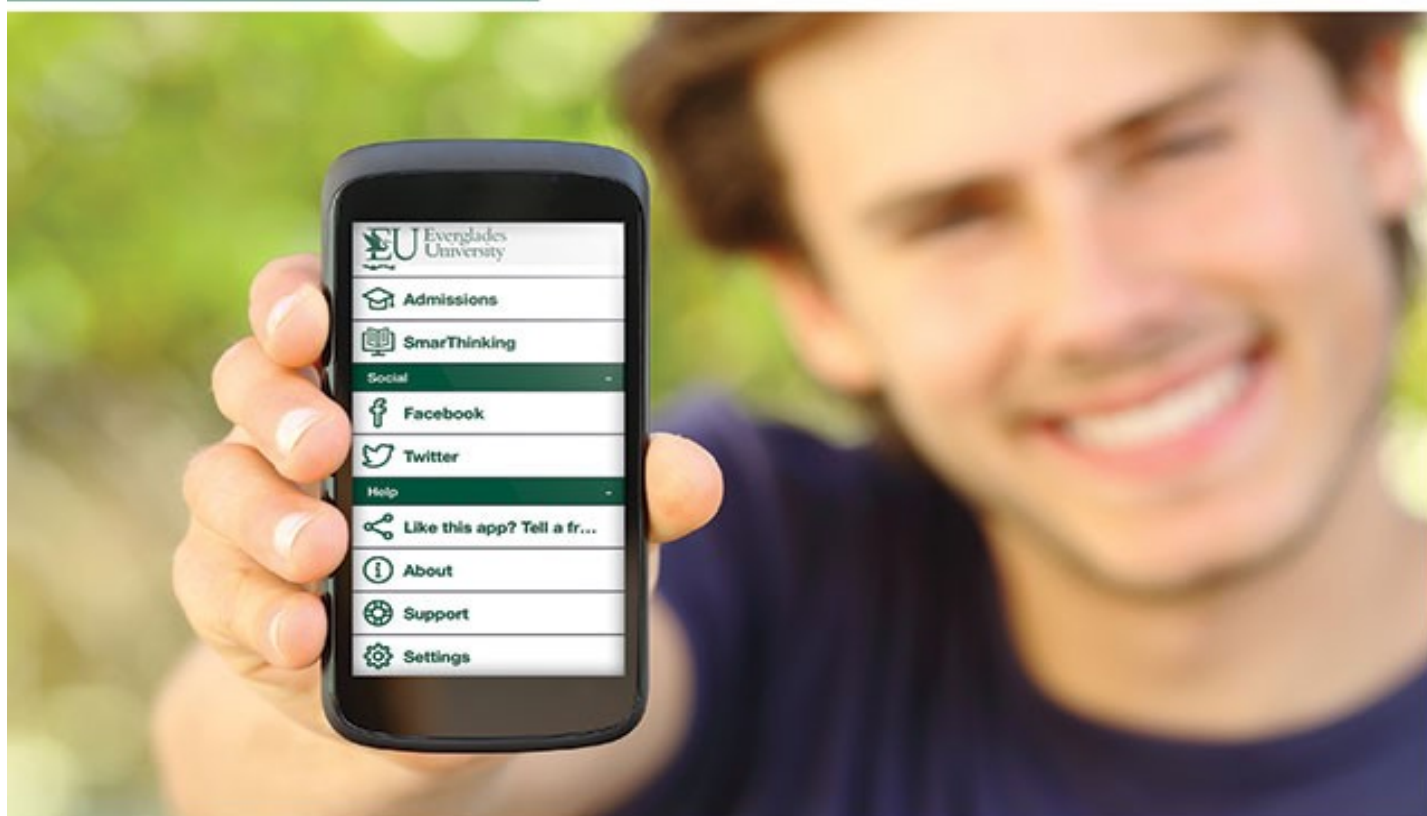 EU Everglades
University
Admissions
SmarThinking
Social
Facebook
Twitter
Help
Like this app? Tell a fr...
About
Support
Settings